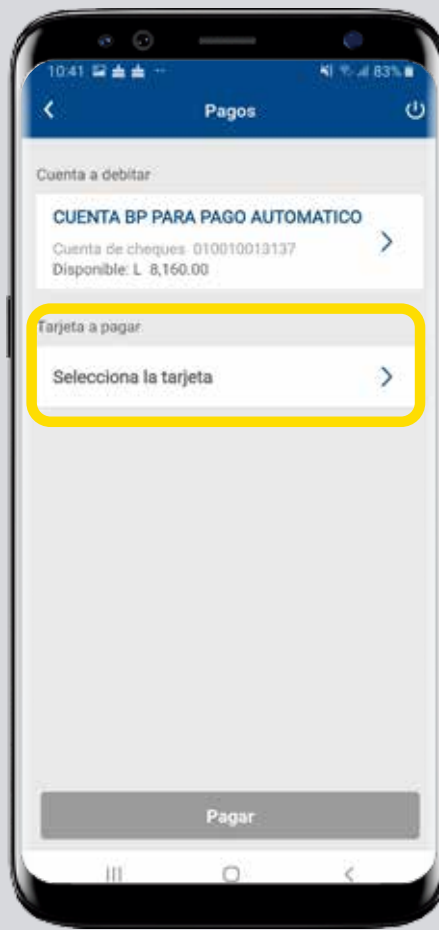 10:41
83%
Pagos
Cuenta a debitar
CUENTA BP PARA PAGO AUTOMATICO
Cuenta de cheques 010010013137
Disponible: L 8,160.00
Tarjeta a pagar
Selecciona la tarjeta
Pagar